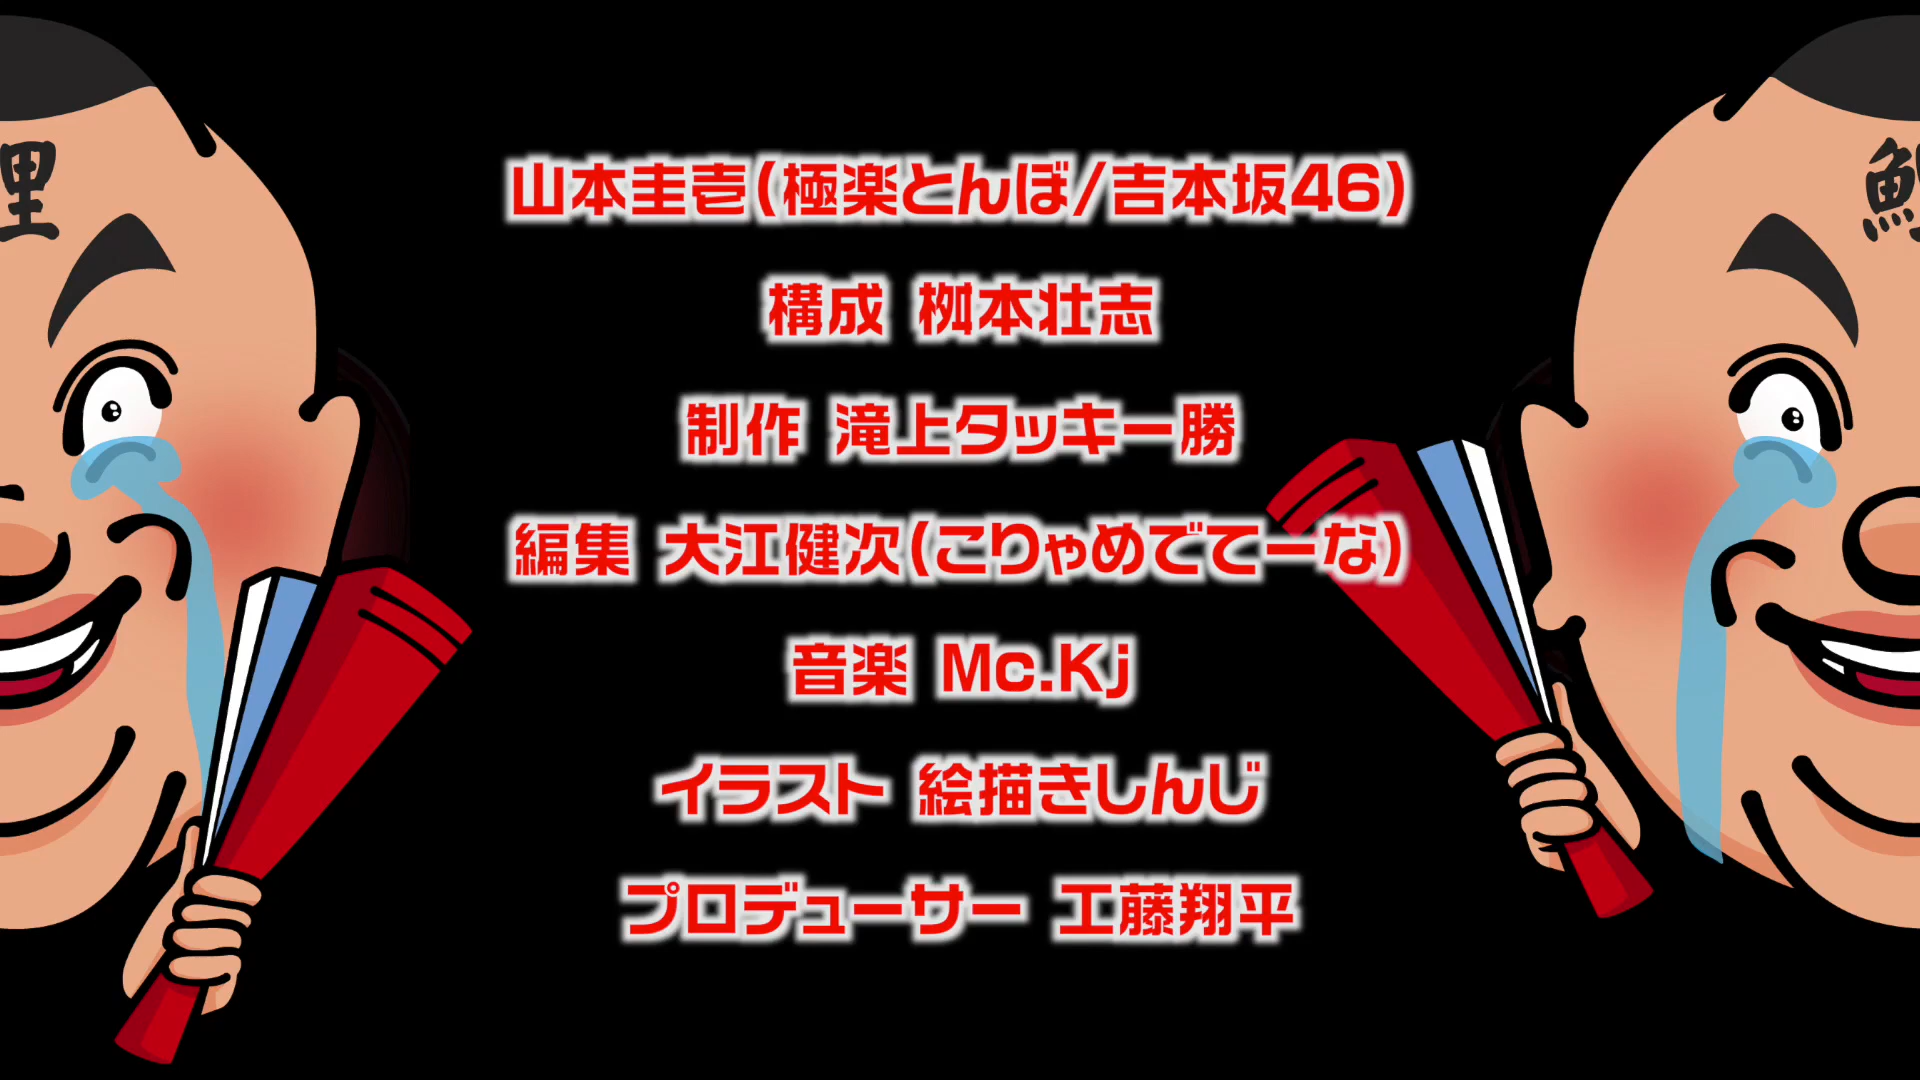 山本圭壱(極楽とんぼ/吉本坂46)
構成 桝本壮志
制作 滝上タッキー勝
編集 大江健次(こりゃめでてーな)
音楽 Mc.Kj
イラスト 絵描きしんじ
プロデューサー 工藤翔平
里